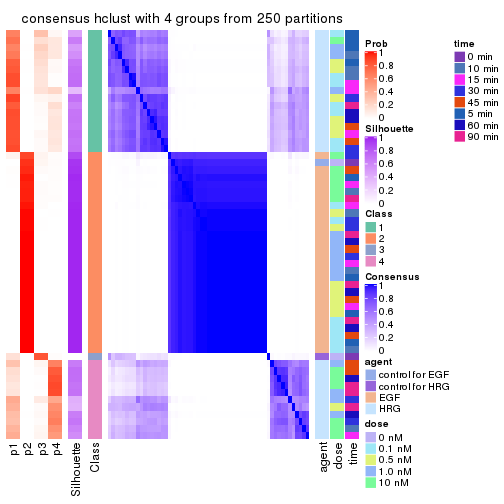 consensus hclust with 4 groups from 250 partitions
Prob
1
0.8
0.6
0.4
0.2
0
Silhouette
1
0.8
0.6
0.4
0.2
0
Class
1
2
3
4
Consensus
1
0.8
0.6
0.4
0.2
0
agent
control for EGF
control for HRG
EGF
HRG
dose
0 nM
0.1 nM
0.5 nM
1.0 nM
10 nM
time
0 min
10 min
15 min
30 min
45 min
5 min
60 min
90 min
p1
p2
p3
p4
Silhouette
Class
agent
dose
time